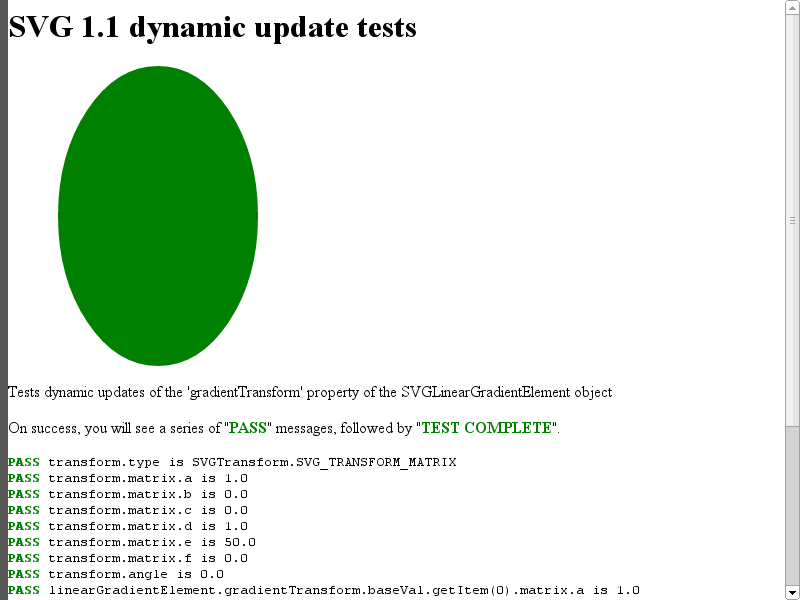 SVG 1.1 dynamic update tests
Tests dynamic updates of the 'gradientTransform' property of the SVGLinearGradientElement object
On success, you will see a series of "PASS" messages, followed by "TEST COMPLETE".
PASS transform.type is SVGTransform.SVG_TRANSFORM_MATRIX
PASS transform.matrix.a is 1.0
PASS transform.matrix.b is 0.0
PASS transform.matrix.c is 0.0
PASS transform.matrix.d is 1.0
PASS transform.matrix.e is 50.0
PASS transform.matrix.f is 0.0
PASS transform.angle is 0.0
PASS linearGradientElement.gradientTransform.baseVal.getItem(0).matrix.a is 1.0